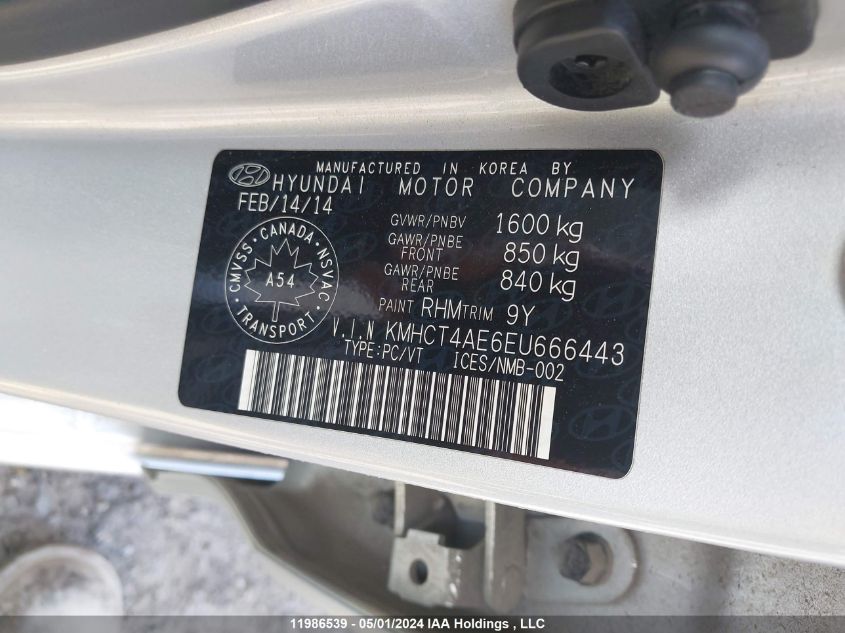 MANUFACTURED IN KOREA BY
HYUNDAI MOTOR COMPANY
FEB/14/14
GVWR/PNBV 1600 kg
GAWR/PNBE FRONT 850 kg
GAWR/PNBE REAR 840 kg
CMVSS · CANADA · NSVAC
A54
TRANSPORT
PAINT RHM TRIM 9Y
V.I.N KMHCT4AE6EU666443
TYPE:PC/VT ICES/NMB-002
11986539 - 05/01/2024 IAA Holdings , LLC